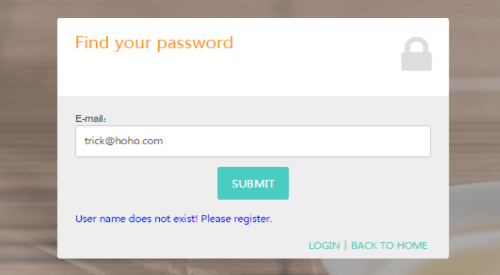 Find your password
E-mail:
trick@hoho.com
SUBMIT
User name does not exist! Please register.
LOGIN | BACK TO HOME